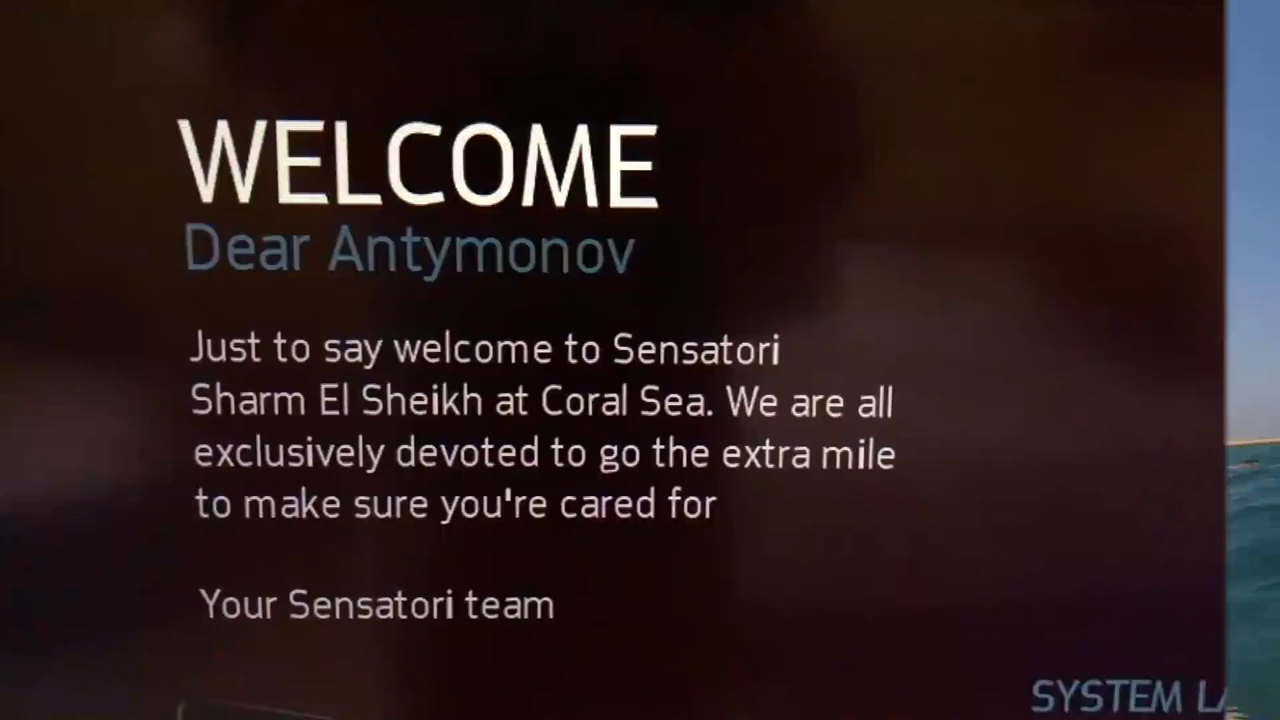 WELCOME
Dear Antymonov
Just to say welcome to Sensatori
Sharm El Sheikh at Coral Sea. We are all
exclusively devoted to go the extra mile
to make sure you're cared for
Your Sensatori team
SYSTEM